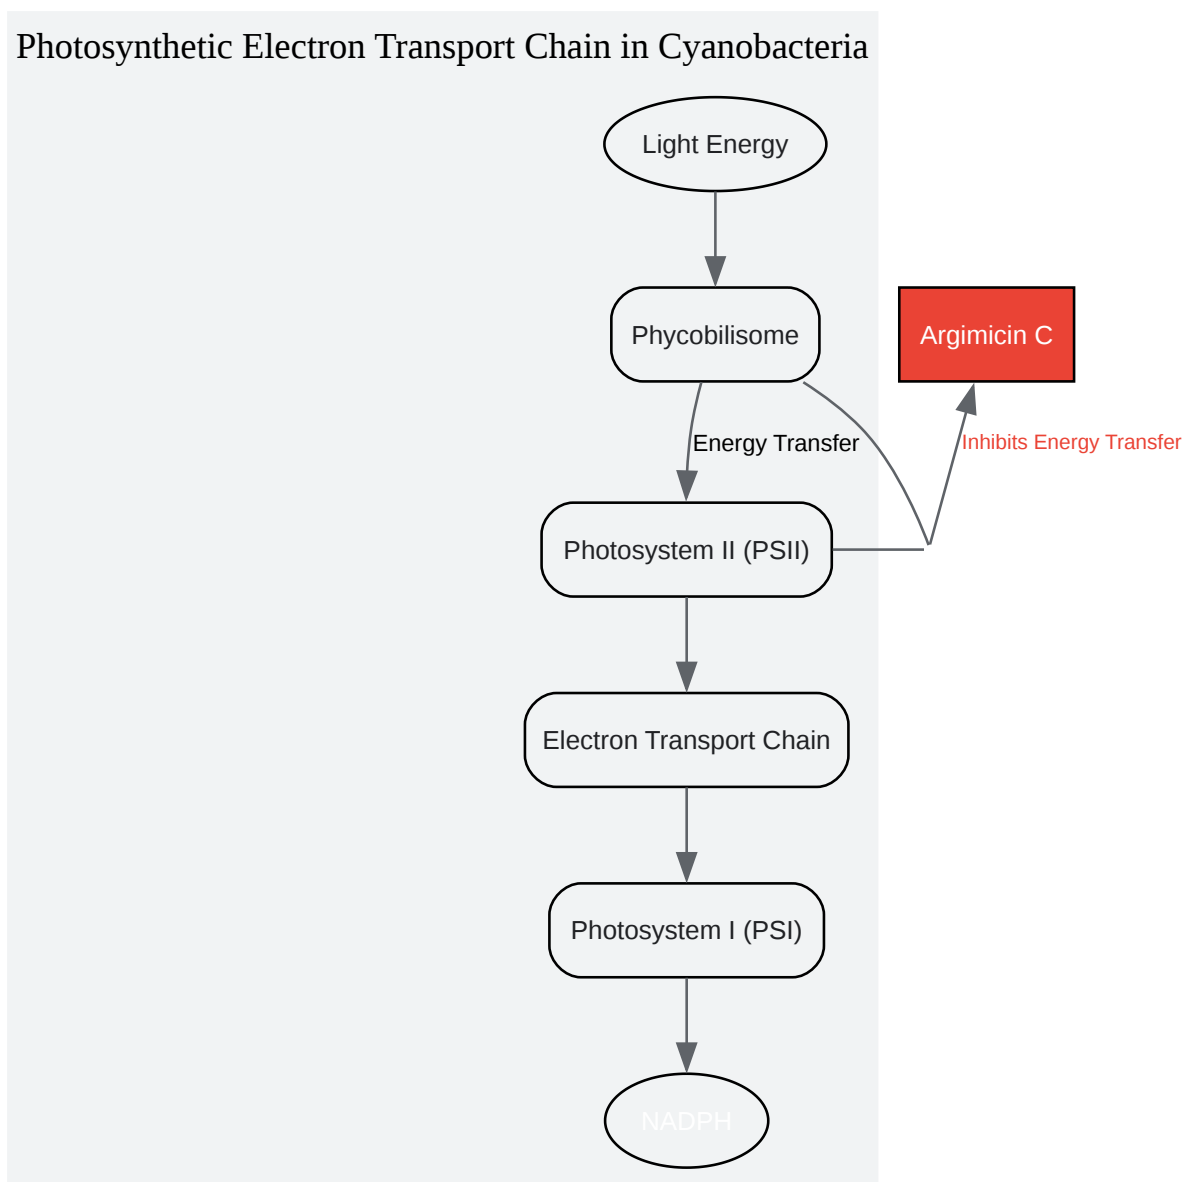 Photosynthetic Electron Transport Chain in Cyanobacteria
Light Energy
Phycobilisome
Argimicin C
Energy Transfer
Inhibits Energy Transfer
Photosystem II (PSII)
Electron Transport Chain
Photosystem I (PSI)
NADPH